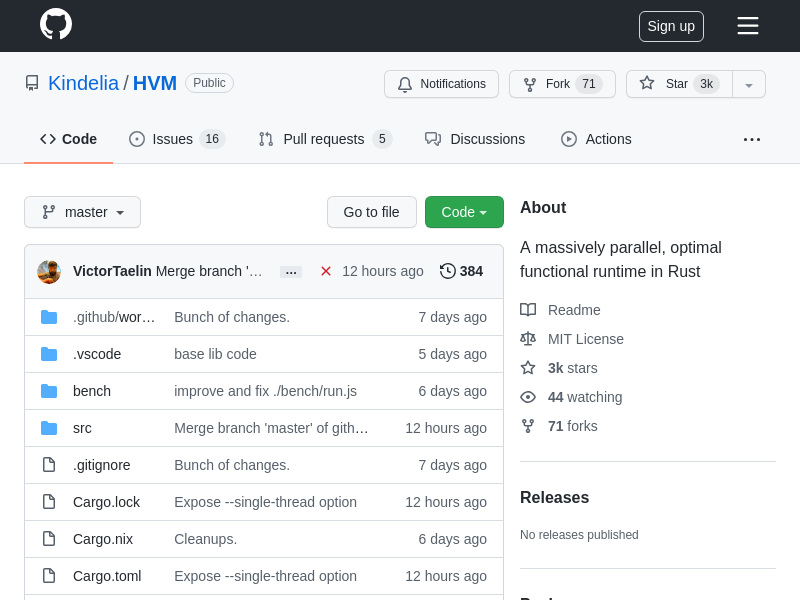 Sign up
Kindelia / HVM Public
Notifications
Fork 71
Star 3k
Code
Issues 16
Pull requests 5
Discussions
Actions
master
Go to file
Code
VictorTaelin Merge branch '… … 12 hours ago 384
.github/wor… Bunch of changes. 7 days ago
.vscode base lib code 5 days ago
bench improve and fix ./bench/run.js 6 days ago
src Merge branch 'master' of gith… 12 hours ago
.gitignore Bunch of changes. 7 days ago
Cargo.lock Expose --single-thread option 12 hours ago
Cargo.nix Cleanups. 6 days ago
Cargo.toml Expose --single-thread option 12 hours ago
About
A massively parallel, optimal
functional runtime in Rust
Readme
MIT License
3k stars
44 watching
71 forks
Releases
No releases published